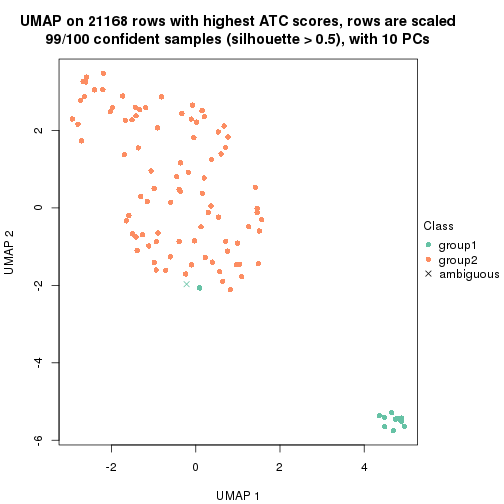 UMAP on 21168 rows with highest ATC scores, rows are scaled
99/100 confident samples (silhouette > 0.5), with 10 PCs
UMAP 2
2
0
-2
-4
-6
-2
0
2
4
UMAP 1
Class
group1
group2
ambiguous